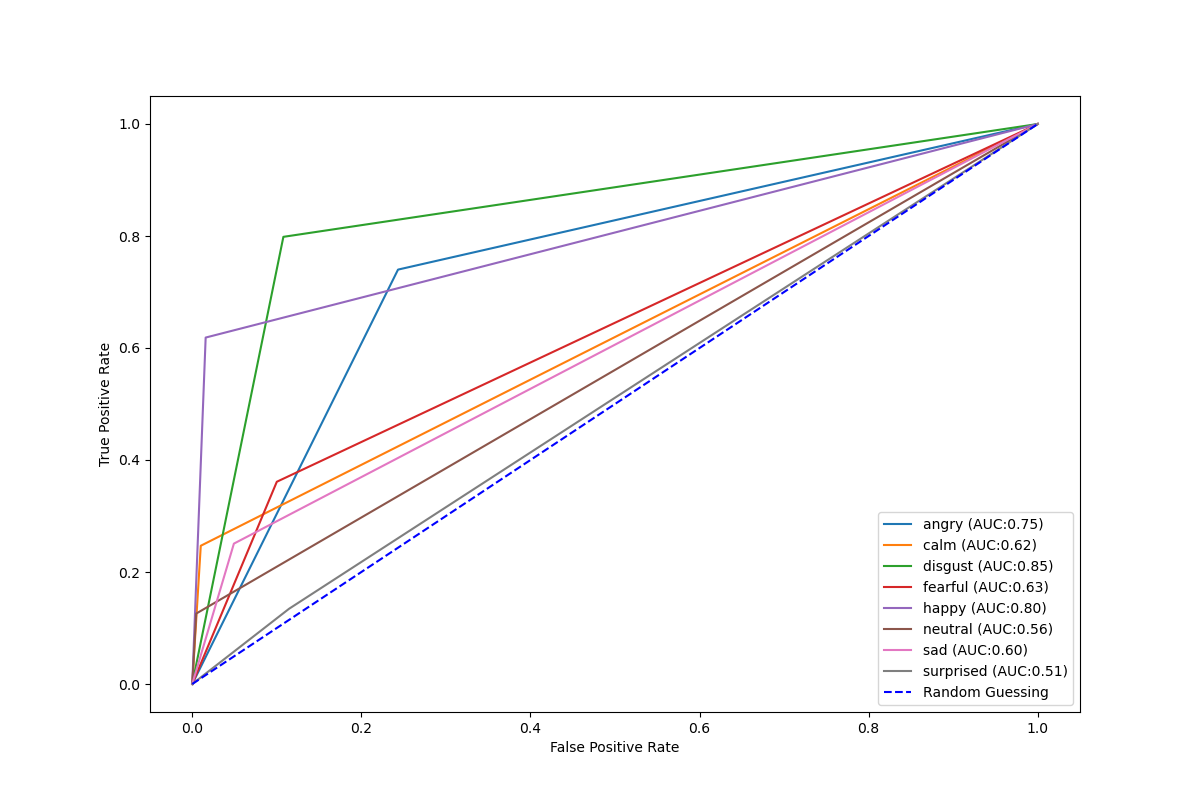 1.0
0.8
0.6
0.4
0.2
0.0
True Positive Rate
angry (AUC:0.75)
calm (AUC:0.62)
disgust (AUC:0.85)
fearful (AUC:0.63)
happy (AUC:0.80)
neutral (AUC:0.56)
sad (AUC:0.60)
surprised (AUC:0.51)
Random Guessing
0.0 0.2 0.4 0.6 0.8 1.0
False Positive Rate